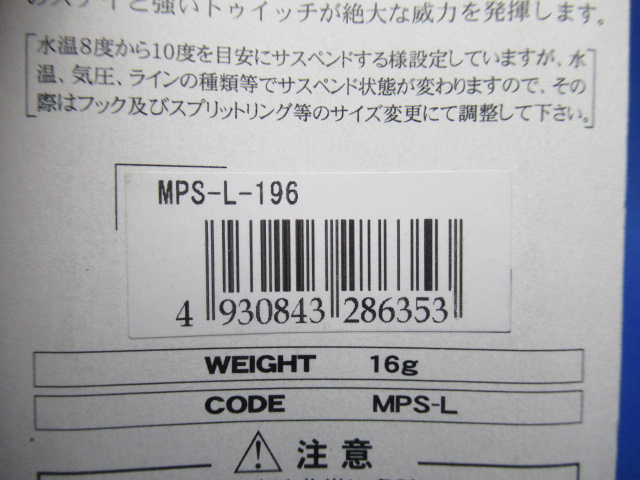 ステイと強いトゥイッチが絶大な威力を発揮します。
水温8度から10度を目安にサスペンドする様設定していますが、水
温、気圧、ラインの種類等でサスペンド状態が変わりますので、その
際はフック及びスプリットリング等のサイズ変更にて調整して下さい。
MPS-L-196
4 930843 286353
WEIGHT 16g
CODE MPS-L
注意